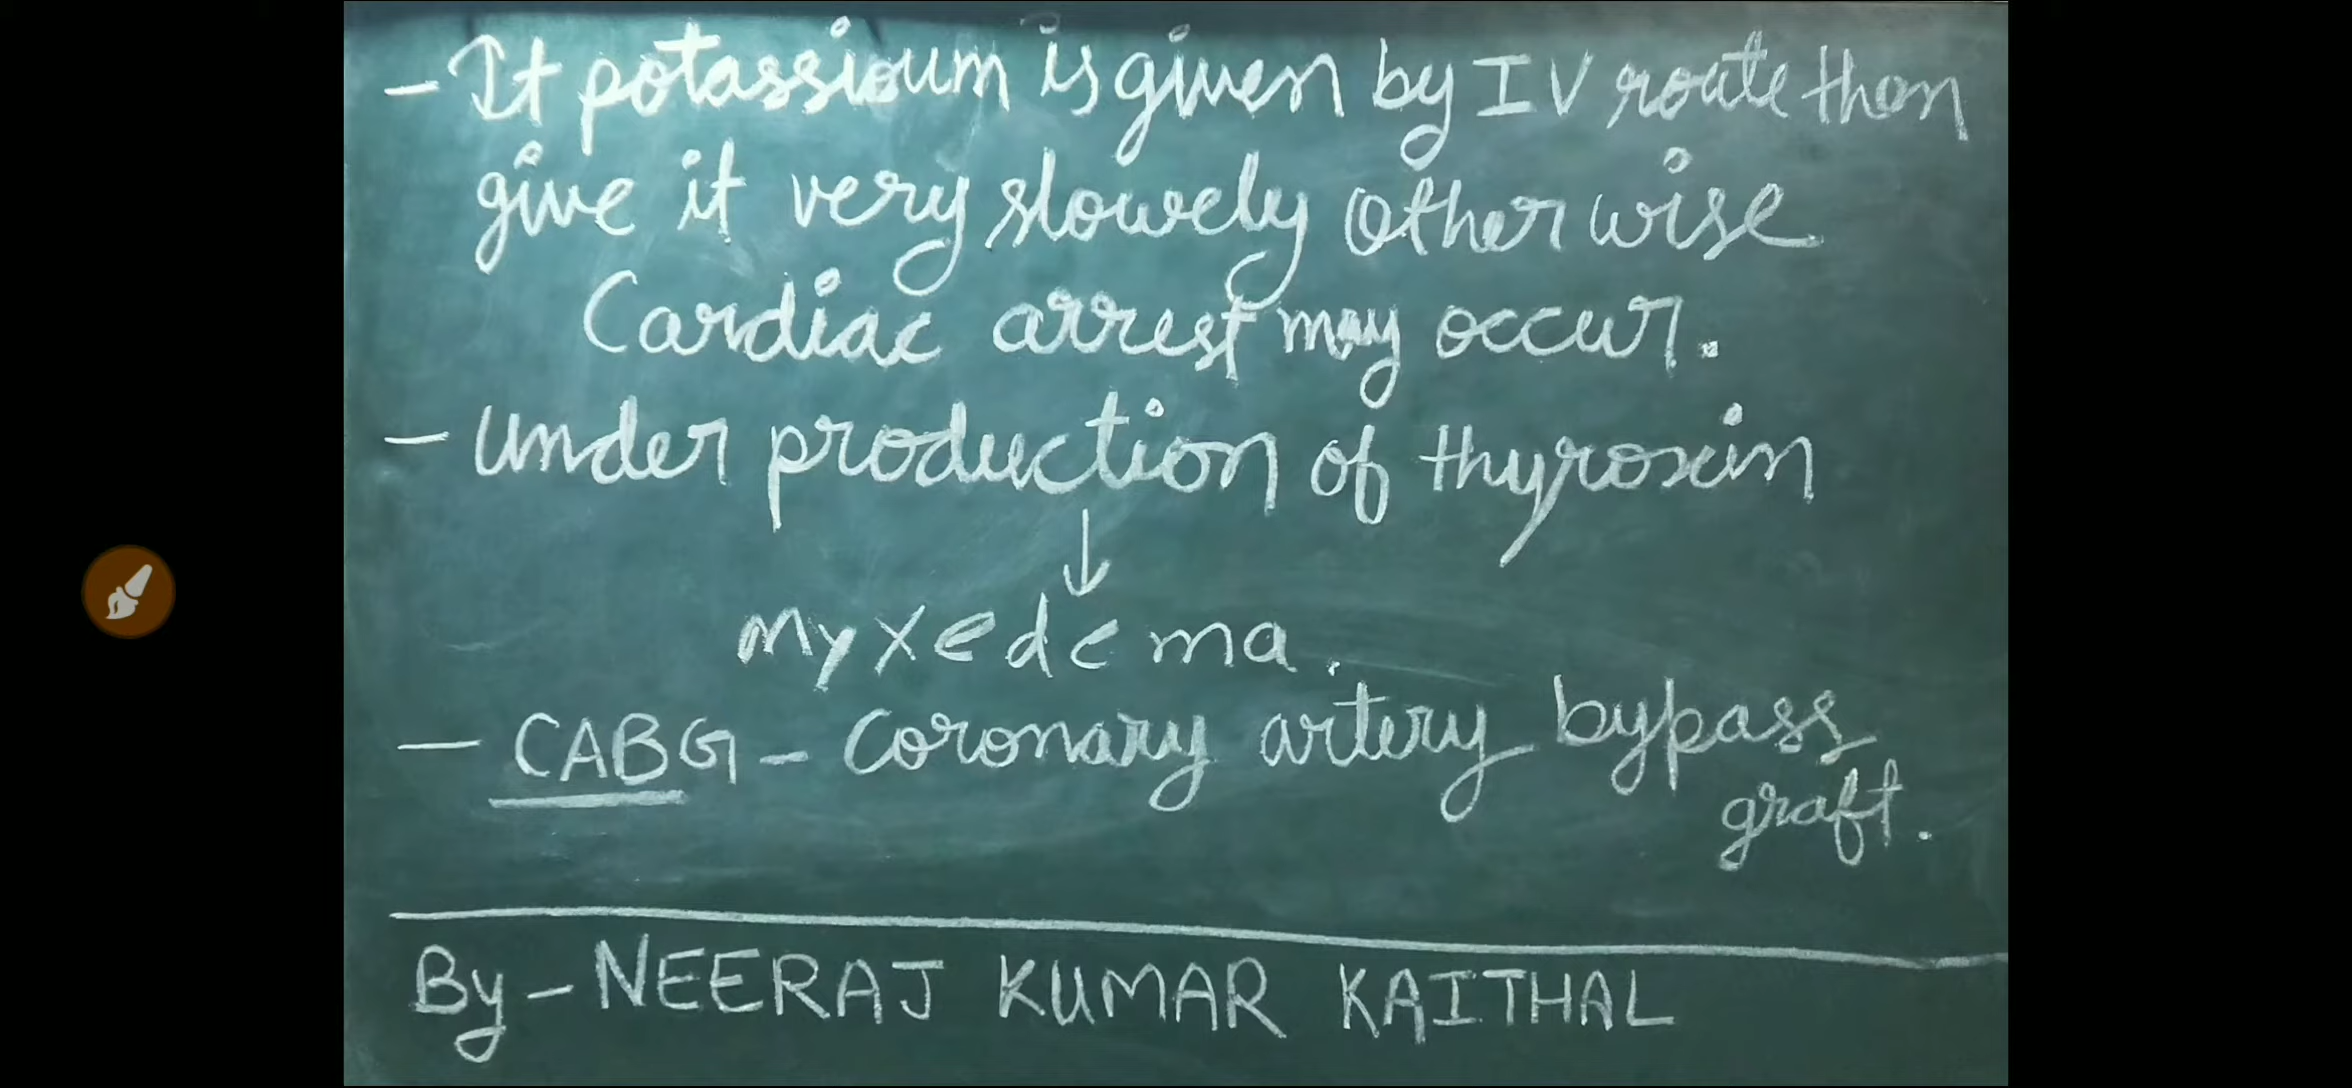 - If potassioum is given by IV route then
give it very slowely otherwise
Cardiac arrest may occur.
- under production of thyroxin
↓
Myxedema.
- CABG - Coronary artery bypass
graft.
By - NEERAJ KUMAR KAITHAL